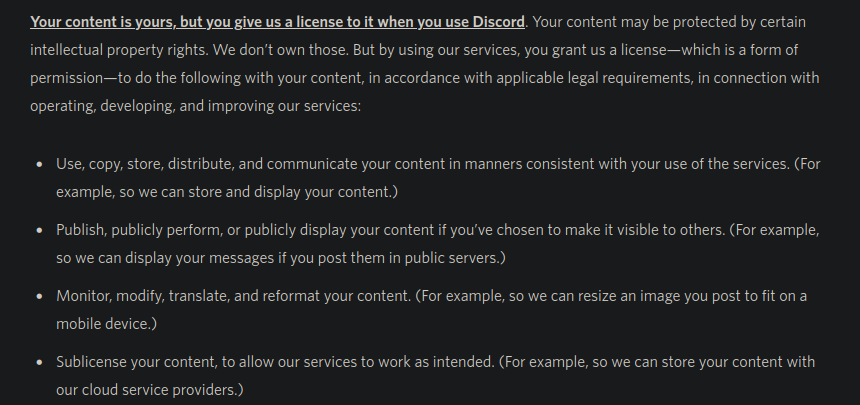 Your content is yours, but you give us a license to it when you use Discord. Your content may be protected by certain
intellectual property rights. We don’t own those. But by using our services, you grant us a license—which is a form of
permission—to do the following with your content, in accordance with applicable legal requirements, in connection with
operating, developing, and improving our services:
• Use, copy, store, distribute, and communicate your content in manners consistent with your use of the services. (For
example, so we can store and display your content.)
• Publish, publicly perform, or publicly display your content if you’ve chosen to make it visible to others. (For example,
so we can display your messages if you post them in public servers.)
• Monitor, modify, translate, and reformat your content. (For example, so we can resize an image you post to fit on a
mobile device.)
• Sublicense your content, to allow our services to work as intended. (For example, so we can store your content with
our cloud service providers.)